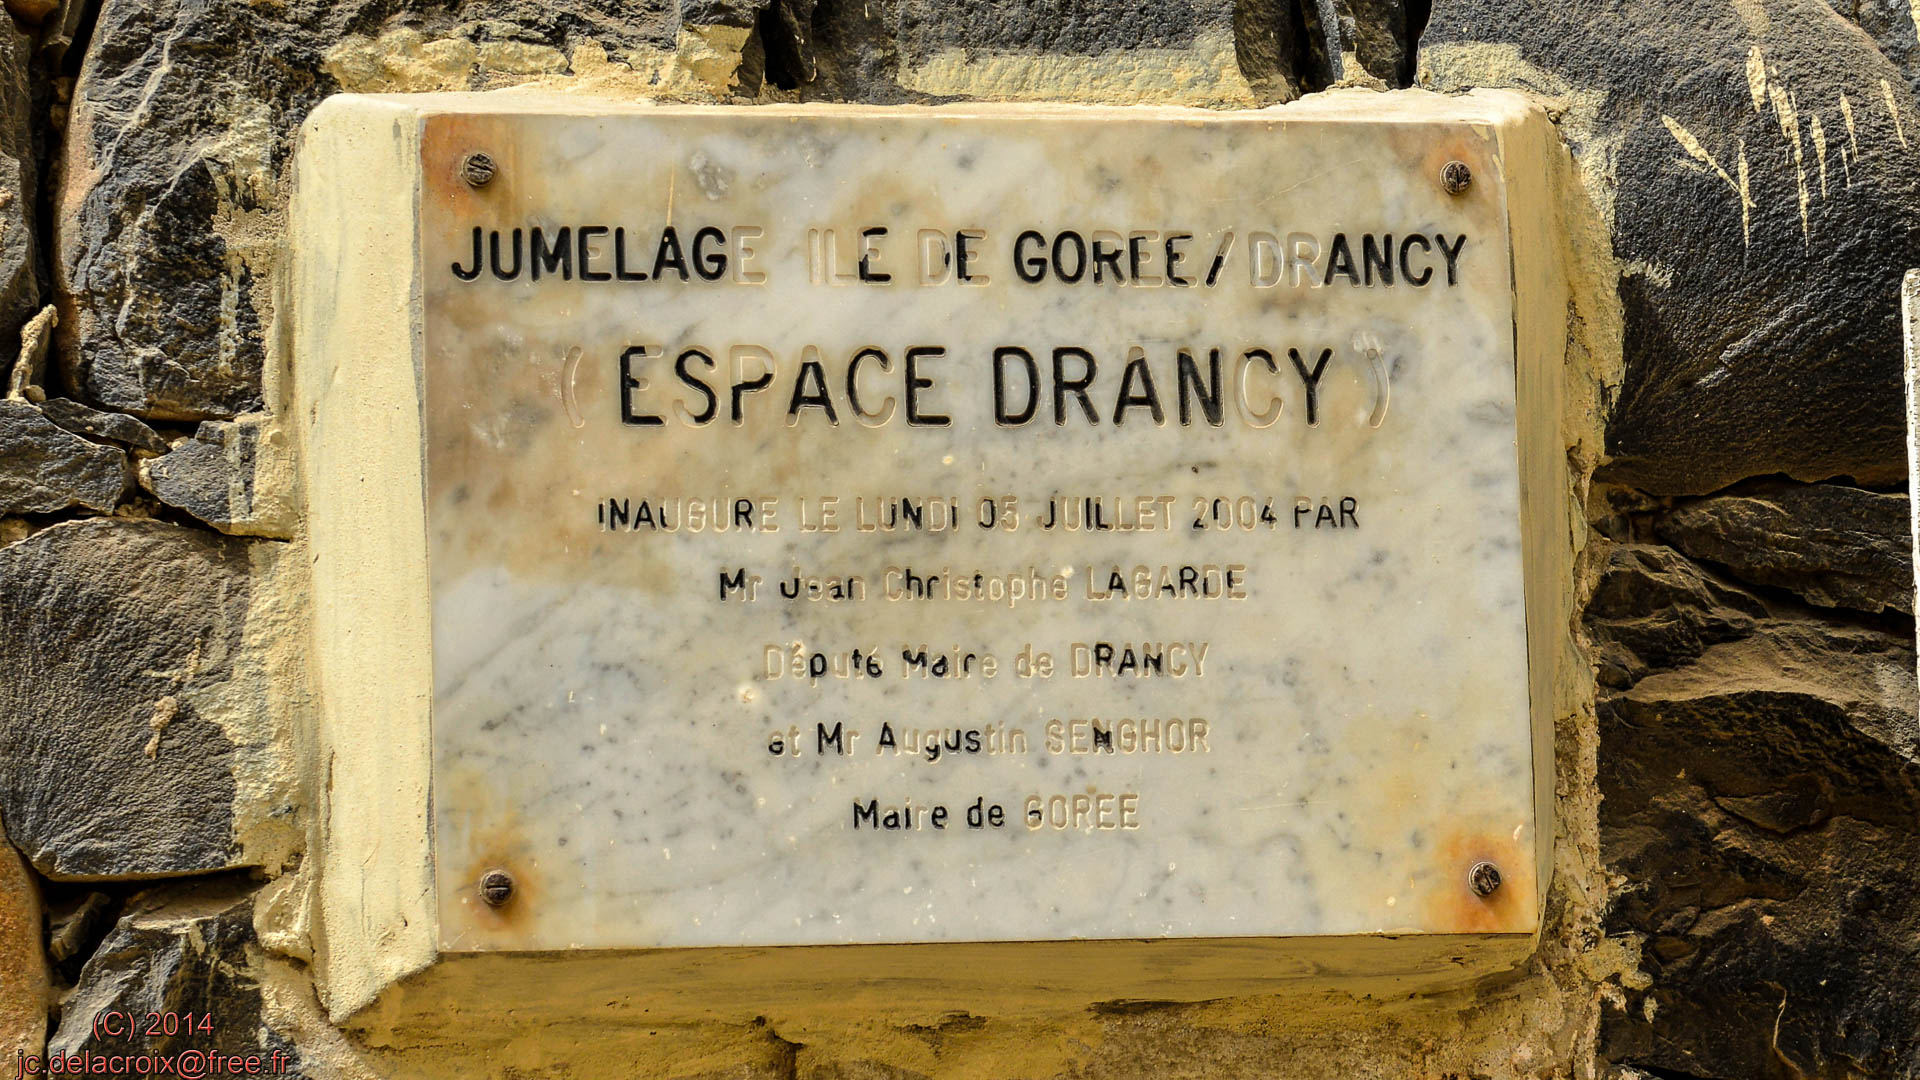 JUMELAGE ILE DE GOREE/DRANCY
( ESPACE DRANCY )
INAUGURE LE LUNDI 05 JUILLET 2004 PAR
Mr Jean Christophe LAGARDE
Député Maire de DRANCY
et Mr Augustin SENGHOR
Maire de GOREE
(C) 2014
jc.delacroix@free.fr